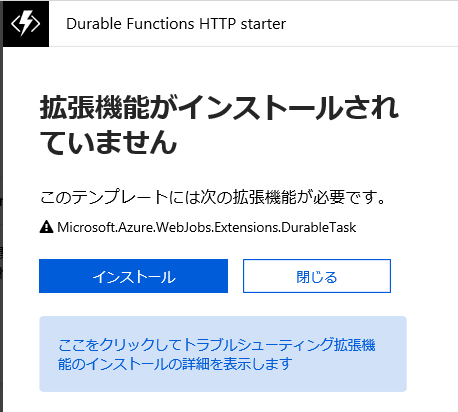 Durable Functions HTTP starter
拡張機能がインストールされ
ていません
このテンプレートには次の拡張機能が必要です。
Microsoft.Azure.WebJobs.Extensions.DurableTask
インストール
閉じる
ここをクリックしてトラブルシューティング拡張機
能のインストールの詳細を表示します